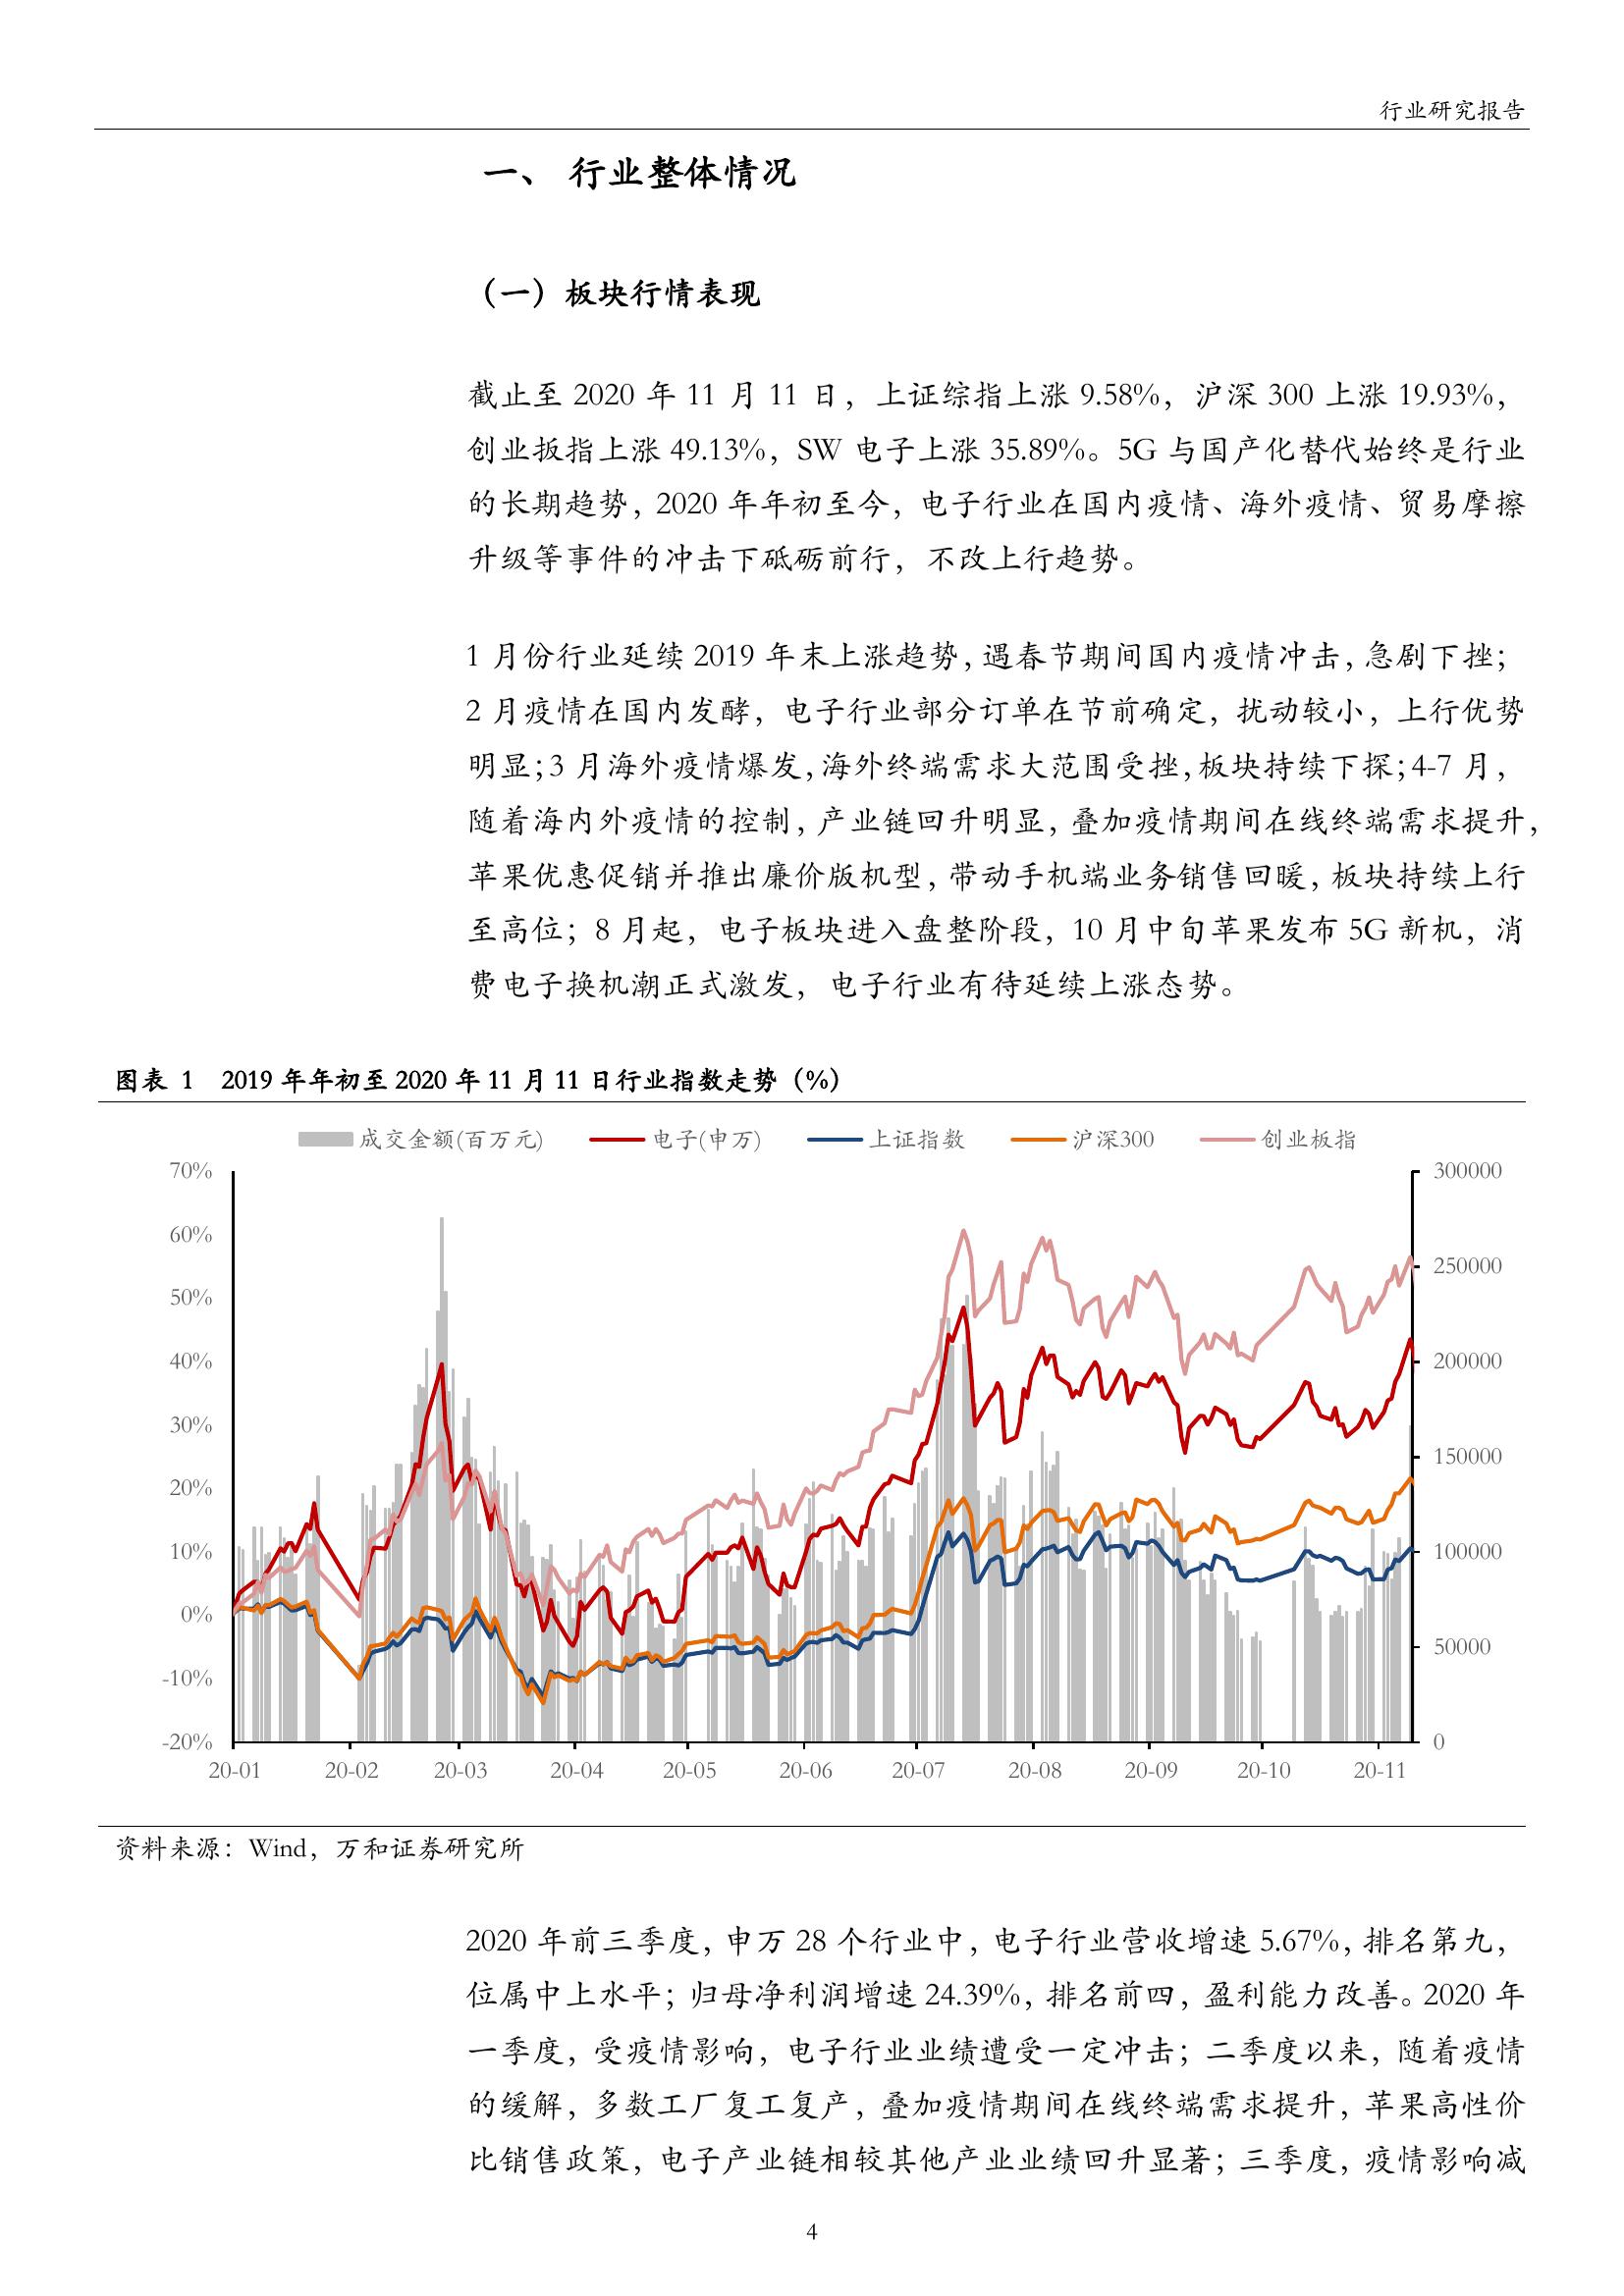 行业研究报告
一、 行业整体情况
（一）板块行情表现
截止至 2020 年 11 月 11 日，上证综指上涨 9.58%，沪深 300 上涨 19.93%，
创业板指上涨 49.13%，SW 电子上涨 35.89%。5G 与国产化替代始终是行业
的长期趋势，2020 年年初至今，电子行业在国内疫情、海外疫情、贸易摩擦
升级等事件的冲击下砥砺前行，不改上行趋势。
1 月份行业延续 2019 年末上涨趋势，遇春节期间国内疫情冲击，急剧下挫；
2 月疫情在国内发酵，电子行业部分订单在节前确定，扰动较小，上行优势
明显；3 月海外疫情爆发，海外终端需求大范围受挫，板块持续下探；4-7 月，
随着海内外疫情的控制，产业链回升明显，叠加疫情期间在线终端需求提升，
苹果优惠促销并推出廉价版机型，带动手机端业务销售回暖，板块持续上行
至高位；8 月起，电子板块进入盘整阶段，10 月中旬苹果发布 5G 新机，消
费电子换机潮正式激发，电子行业有待延续上涨态势。
图表 1 2019 年年初至 2020 年 11 月 11 日行业指数走势（%）
成交金额(百万元) 电子(申万) 上证指数 沪深300 创业板指
70% 300000
60%
50% 250000
40% 200000
30%
20% 150000
10% 100000
0%
-10% 50000
-20% 0
20-01 20-02 20-03 20-04 20-05 20-06 20-07 20-08 20-09 20-10 20-11
资料来源：Wind，万和证券研究所
2020 年前三季度，申万 28 个行业中，电子行业营收增速 5.67%，排名第九，
位属中上水平；归母净利润增速 24.39%，排名前四，盈利能力改善。2020 年
一季度，受疫情影响，电子行业业绩遭受一定冲击；二季度以来，随着疫情
的缓解，多数工厂复工复产，叠加疫情期间在线终端需求提升，苹果高性价
比销售政策，电子产业链相较其他产业业绩回升显著；三季度，疫情影响减
4